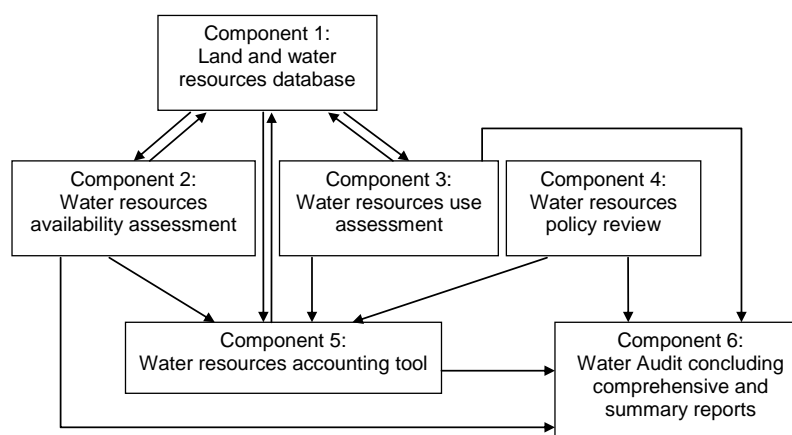 Component 1:
Land and water
resources database
Component 2:
Water resources
availability assessment
Component 3:
Water resources use
assessment
Component 4:
Water resources
policy review
Component 5:
Water resources accounting tool
Component 6:
Water Audit concluding
comprehensive and
summary reports